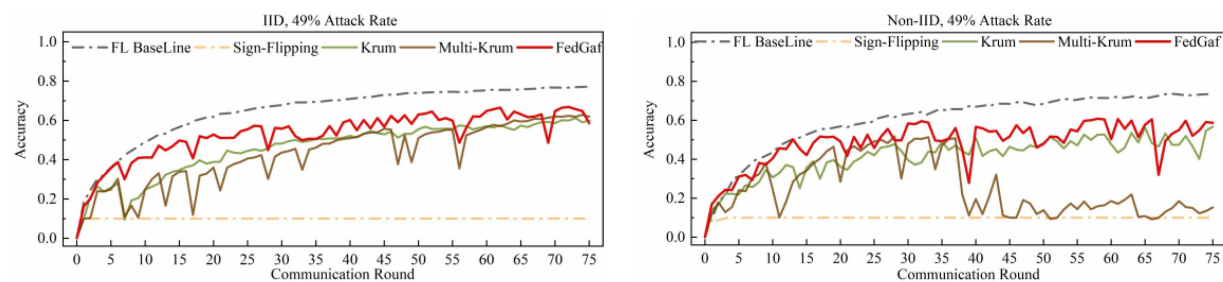 IID, 49% Attack Rate
FL BaseLine Sign-Flipping Krum Multi-Krum FedGaf
1.0
0.8
0.6
0.4
0.2
0.0
Accuracy
0 5 10 15 20 25 30 35 40 45 50 55 60 65 70 75
Communication Round
Non-IID, 49% Attack Rate
FL BaseLine Sign-Flipping Krum Multi-Krum FedGaf
1.0
0.8
0.6
0.4
0.2
0.0
Accuracy
0 5 10 15 20 25 30 35 40 45 50 55 60 65 70 75
Communication Round